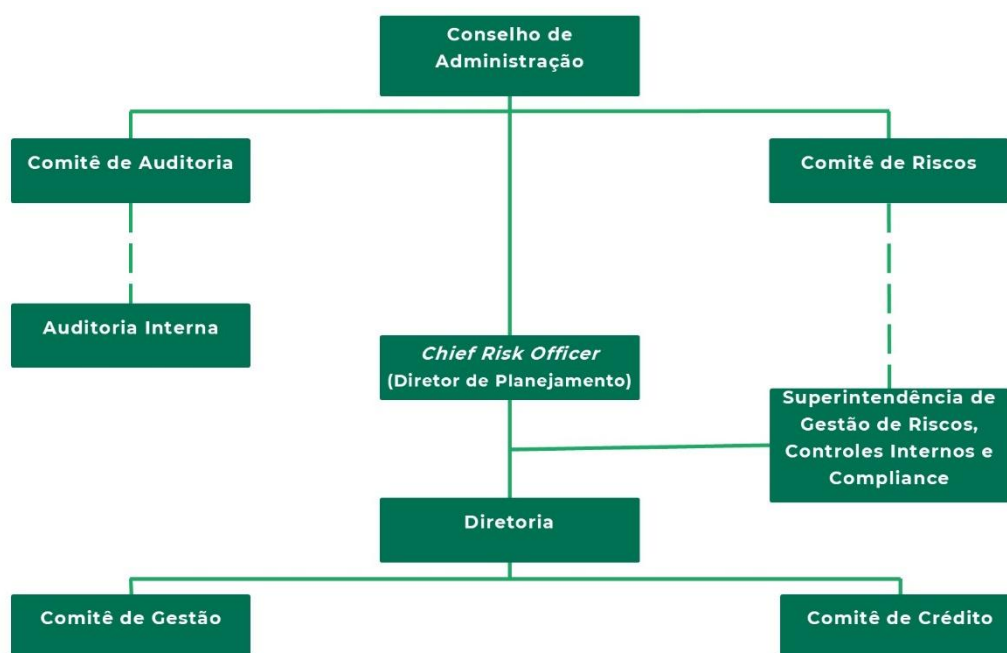 Conselho de
Administração
Comitê de Auditoria
Comitê de Riscos
Auditoria Interna
Chief Risk Officer
(Diretor de Planejamento)
Superintendência de
Gestão de Riscos,
Controles Internos e
Compliance
Diretoria
Comitê de Gestão
Comitê de Crédito